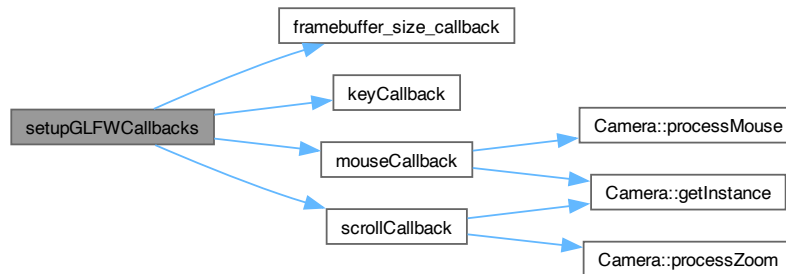 framebuffer_size_callback
keyCallback
setupGLFWCallbacks
Camera::processMouse
mouseCallback
Camera::getInstance
scrollCallback
Camera::processZoom